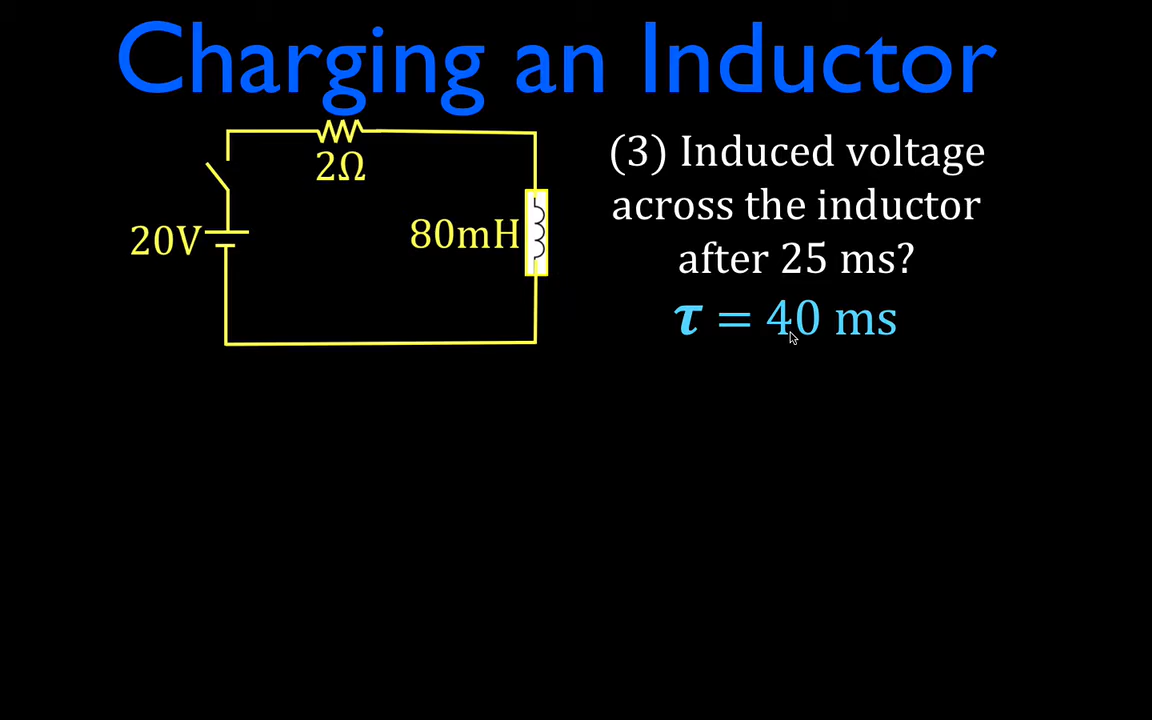 Charging an Inductor
2Ω
20V
80mH
(3) Induced voltage
across the inductor
after 25 ms?
τ = 40 ms